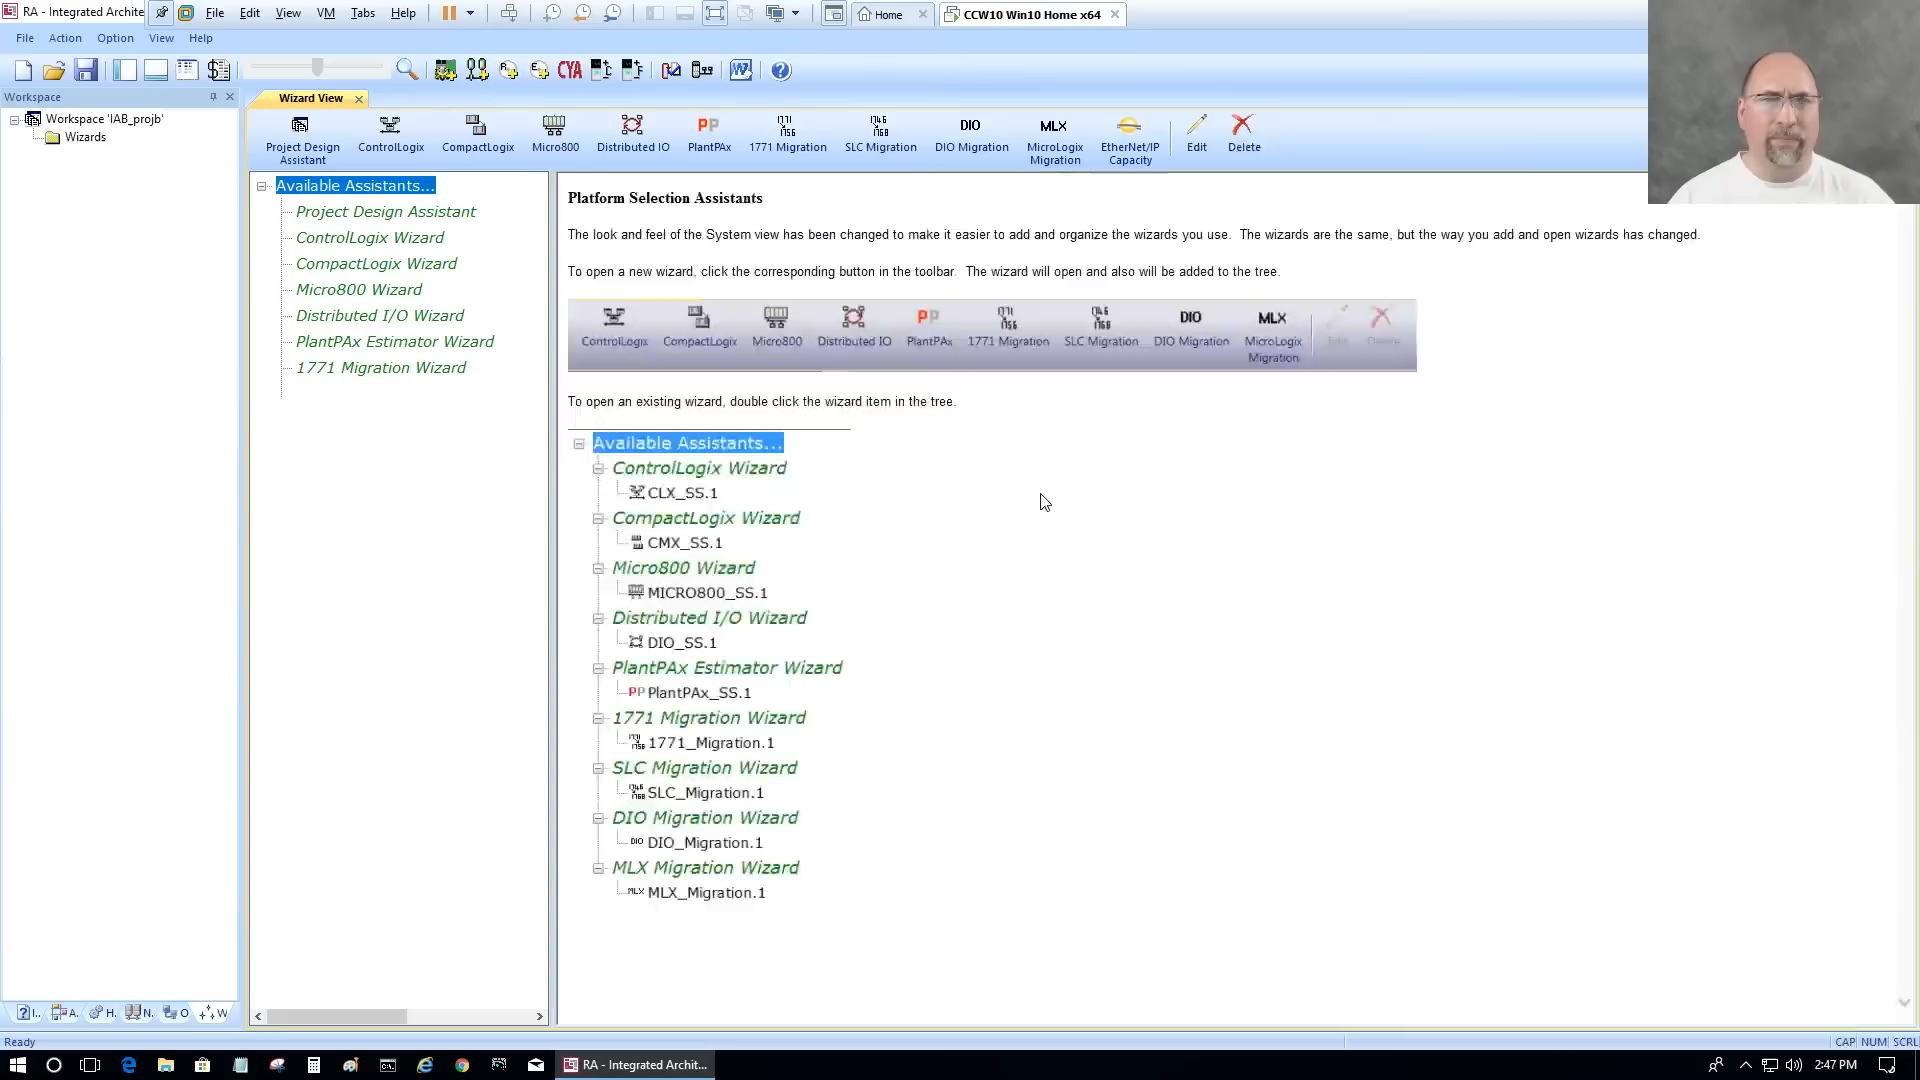 RA - Integrated Archite
File Edit View VM Tabs Help
Home
CCW10 Win10 Home x64
File Action Option View Help
CYA
Workspace
Wizard View
Workspace 'IAB_projb'
Wizards
Project Design Assistant
ControlLogix
CompactLogix
Micro800
Distributed IO
PP
PlantPAx
1771 1756
1771 Migration
1746 1768
SLC Migration
DIO
DIO Migration
MLX
MicroLogix Migration
EtherNet/IP Capacity
Edit
Delete
Available Assistants...
Project Design Assistant
ControlLogix Wizard
CompactLogix Wizard
Micro800 Wizard
Distributed I/O Wizard
PlantPAx Estimator Wizard
1771 Migration Wizard
Platform Selection Assistants
The look and feel of the System view has been changed to make it easier to add and organize the wizards you use. The wizards are the same, but the way you add and open wizards has changed.
To open a new wizard, click the corresponding button in the toolbar. The wizard will open and also will be added to the tree.
ControlLogix
CompactLogix
Micro800
Distributed IO
PP
PlantPAx
1771 Migration
SLC Migration
DIO
DIO Migration
MLX
MicroLogix Migration
Edit
Delete
To open an existing wizard, double click the wizard item in the tree.
Available Assistants...
ControlLogix Wizard
CLX_SS.1
CompactLogix Wizard
CMX_SS.1
Micro800 Wizard
MICRO800_SS.1
Distributed I/O Wizard
DIO_SS.1
PlantPAx Estimator Wizard
PP PlantPAx_SS.1
1771 Migration Wizard
1771_Migration.1
SLC Migration Wizard
SLC_Migration.1
DIO Migration Wizard
DIO DIO_Migration.1
MLX Migration Wizard
MLX MLX_Migration.1
I.. A. H. N. O W
Ready
CAP NUM SCRL
RA - Integrated Archit...
2:47 PM